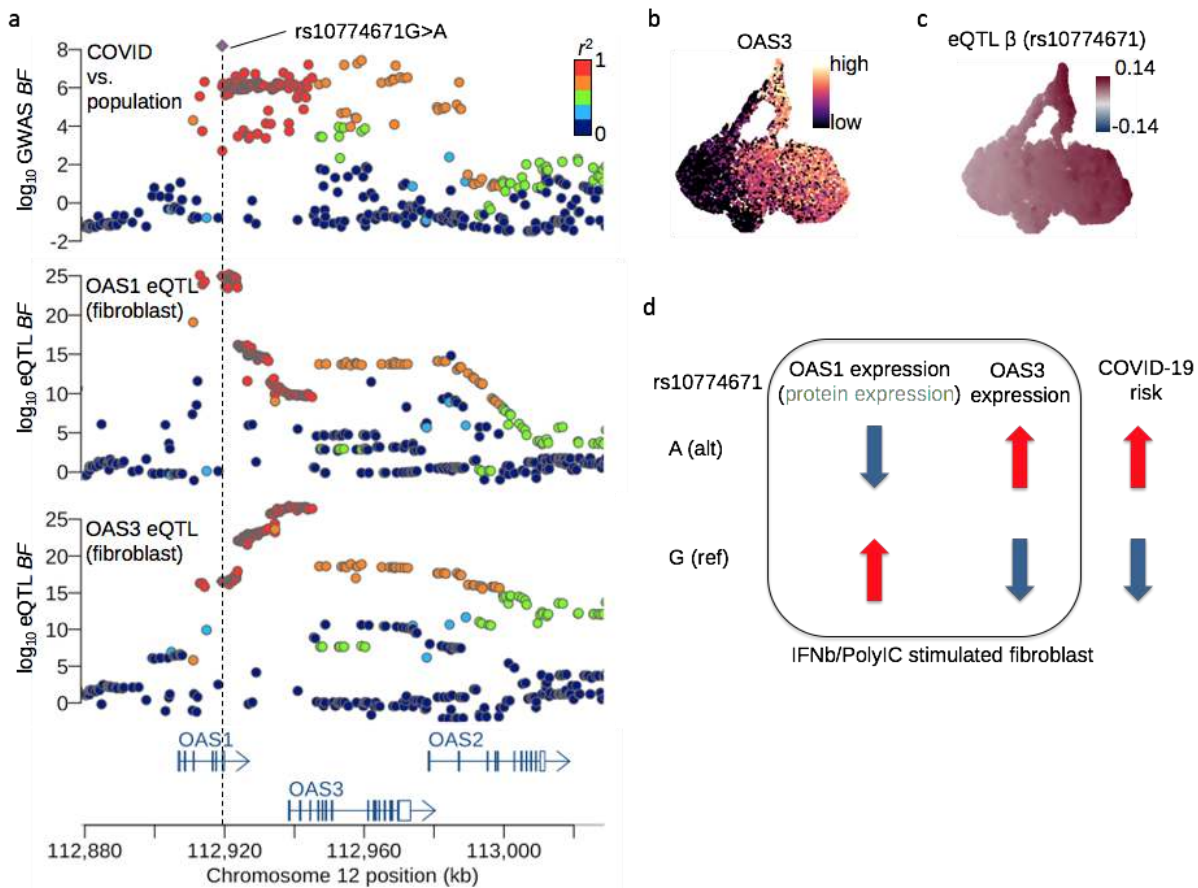 a
rs10774671G>A
COVID
vs.
population
r²
1
0
log₁₀ GWAS BF
8
6
4
2
0
-2
OAS1 eQTL
(fibroblast)
log₁₀ eQTL BF
25
20
15
10
5
0
OAS3 eQTL
(fibroblast)
log₁₀ eQTL BF
25
20
15
10
5
0
OAS1
OAS2
OAS3
112,880
112,920
112,960
113,000
Chromosome 12 position (kb)
b
OAS3
high
low
c
eQTL β (rs10774671)
0.14
-0.14
d
rs10774671
OAS1 expression
(protein expression)
OAS3
expression
COVID-19
risk
A (alt)
G (ref)
IFNb/PolyIC stimulated fibroblast